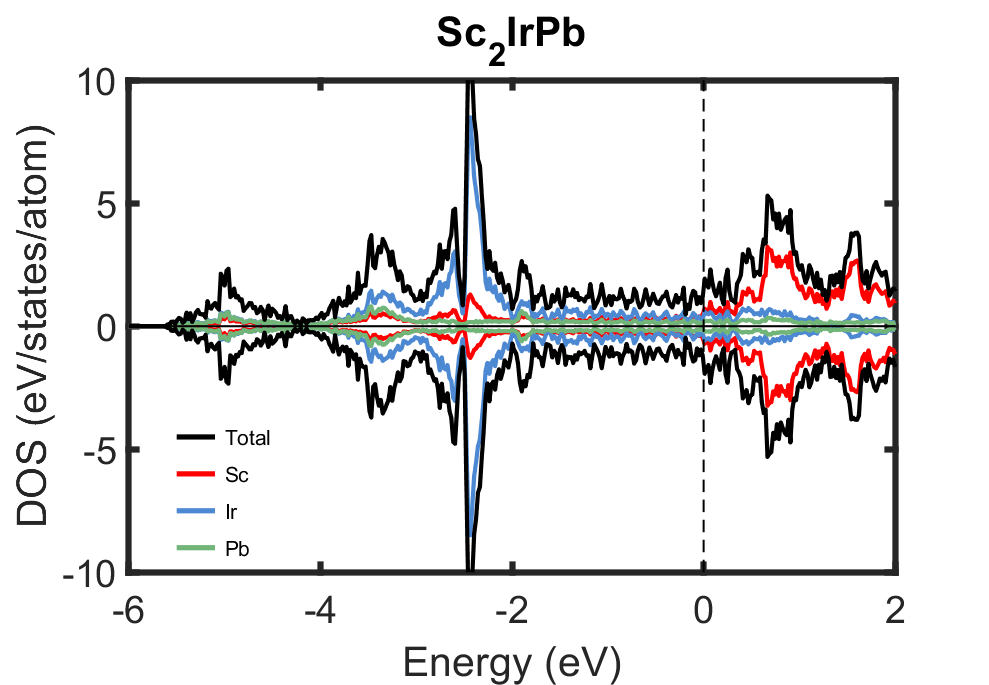 Sc₂IrPb
10
5
0
-5
-10
DOS (eV/states/atom)
Total
Sc
Ir
Pb
-6 -4 -2 0 2
Energy (eV)